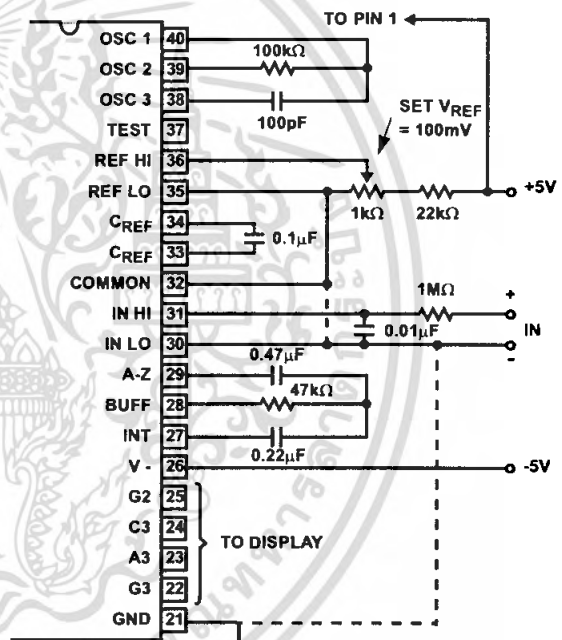 TO PIN 1
OSC 1 40
100kΩ
OSC 2 39
OSC 3 38
100pF
SET VREF
= 100mV
TEST 37
REF HI 36
REF LO 35
1kΩ
22kΩ
+5V
CREF 34
0.1µF
CREF 33
COMMON 32
1MΩ
IN HI 31
+
0.01µF
IN
IN LO 30
-
0.47µF
A-Z 29
47kΩ
BUFF 28
INT 27
0.22µF
V - 26
-5V
G2 25
C3 24
TO DISPLAY
A3 23
G3 22
GND 21